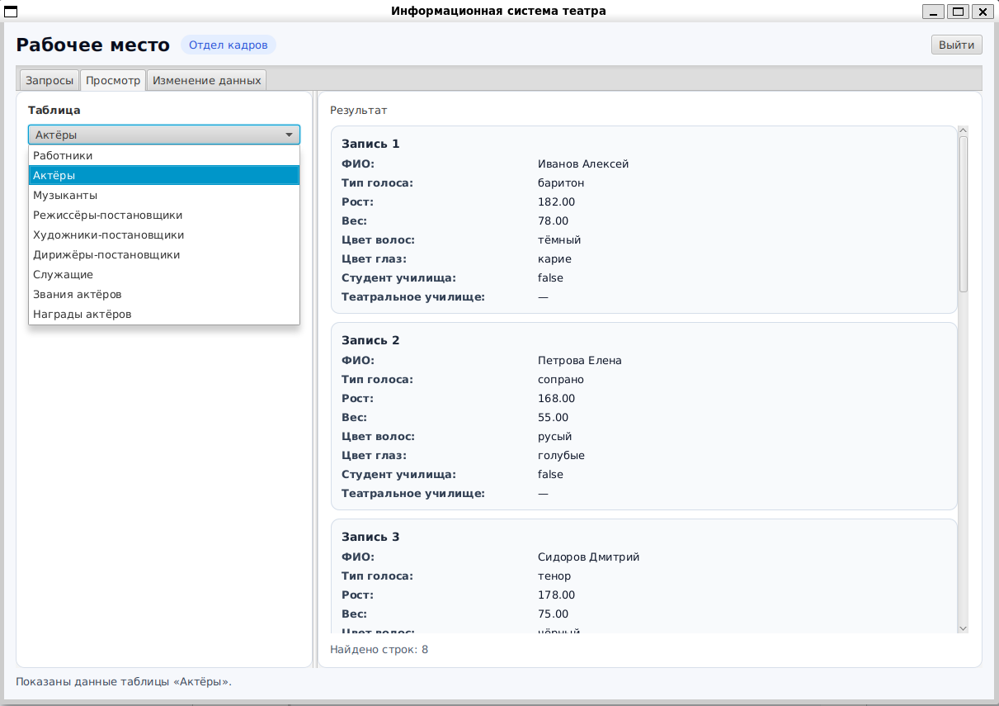 Информационная система театра
Рабочее место
Отдел кадров
Выйти
Запросы
Просмотр
Изменение данных
Таблица
Актёры
Работники
Актёры
Музыканты
Режиссёры-постановщики
Художники-постановщики
Дирижёры-постановщики
Служащие
Звания актёров
Награды актёров
Результат
Запись 1
ФИО: Иванов Алексей
Тип голоса: баритон
Рост: 182.00
Вес: 78.00
Цвет волос: тёмный
Цвет глаз: карие
Студент училища: false
Театральное училище: —
Запись 2
ФИО: Петрова Елена
Тип голоса: сопрано
Рост: 168.00
Вес: 55.00
Цвет волос: русый
Цвет глаз: голубые
Студент училища: false
Театральное училище: —
Запись 3
ФИО: Сидоров Дмитрий
Тип голоса: тенор
Рост: 178.00
Вес: 75.00
Цвет волос: чёрный
Найдено строк: 8
Показаны данные таблицы «Актёры».